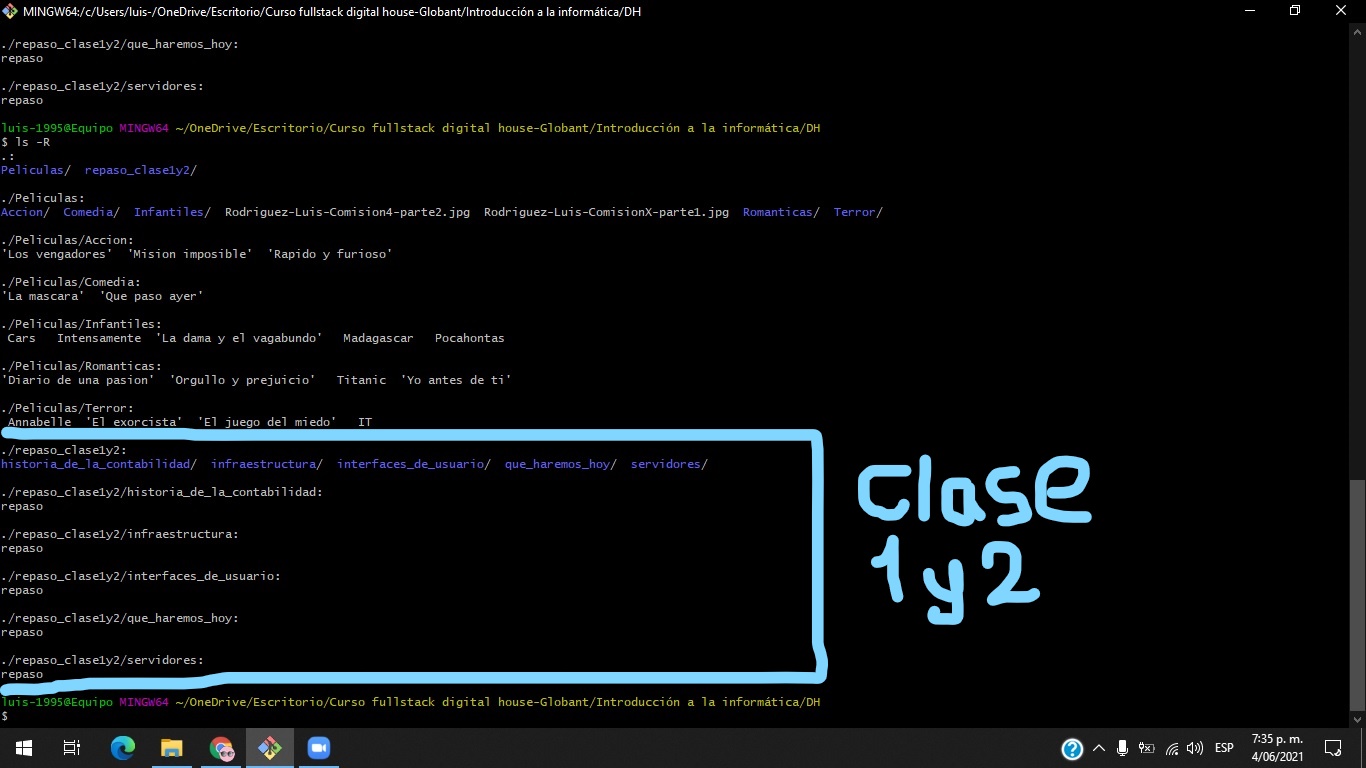 MINGW64:/c/Users/luis-/OneDrive/Escritorio/Curso fullstack digital house-Globant/Introducción a la informática/DH
./repaso_clase1y2/que_haremos_hoy:
repaso
./repaso_clase1y2/servidores:
repaso
luis-1995@Equipo MINGW64 ~/OneDrive/Escritorio/Curso fullstack digital house-Globant/Introducción a la informática/DH
$ ls -R
.:
Peliculas/  repaso_clase1y2/
./Peliculas:
Accion/  Comedia/  Infantiles/  Rodriguez-Luis-Comision4-parte2.jpg  Rodriguez-Luis-ComisionX-parte1.jpg  Romanticas/  Terror/
./Peliculas/Accion:
'Los vengadores'  'Mision imposible'  'Rapido y furioso'
./Peliculas/Comedia:
'La mascara'  'Que paso ayer'
./Peliculas/Infantiles:
Cars   Intensamente  'La dama y el vagabundo'   Madagascar   Pocahontas
./Peliculas/Romanticas:
'Diario de una pasion'  'Orgullo y prejuicio'   Titanic  'Yo antes de ti'
./Peliculas/Terror:
Annabelle  'El exorcista'  'El juego del miedo'   IT
./repaso_clase1y2:
historia_de_la_contabilidad/  infraestructura/  interfaces_de_usuario/  que_haremos_hoy/  servidores/
./repaso_clase1y2/historia_de_la_contabilidad:
repaso
./repaso_clase1y2/infraestructura:
repaso
./repaso_clase1y2/interfaces_de_usuario:
repaso
./repaso_clase1y2/que_haremos_hoy:
repaso
./repaso_clase1y2/servidores:
repaso
clase
1y2
luis-1995@Equipo MINGW64 ~/OneDrive/Escritorio/Curso fullstack digital house-Globant/Introducción a la informática/DH
$
ESP
7:35 p. m.
4/06/2021